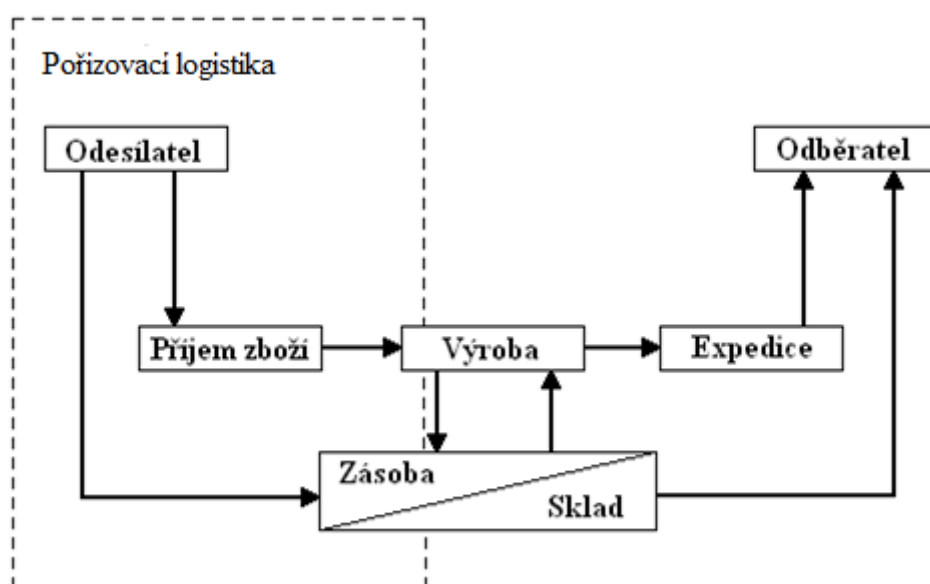 Pořizovací logistika
Odesílatel
Odběratel
Příjem zboží
Výroba
Expedice
Zásoba
Sklad